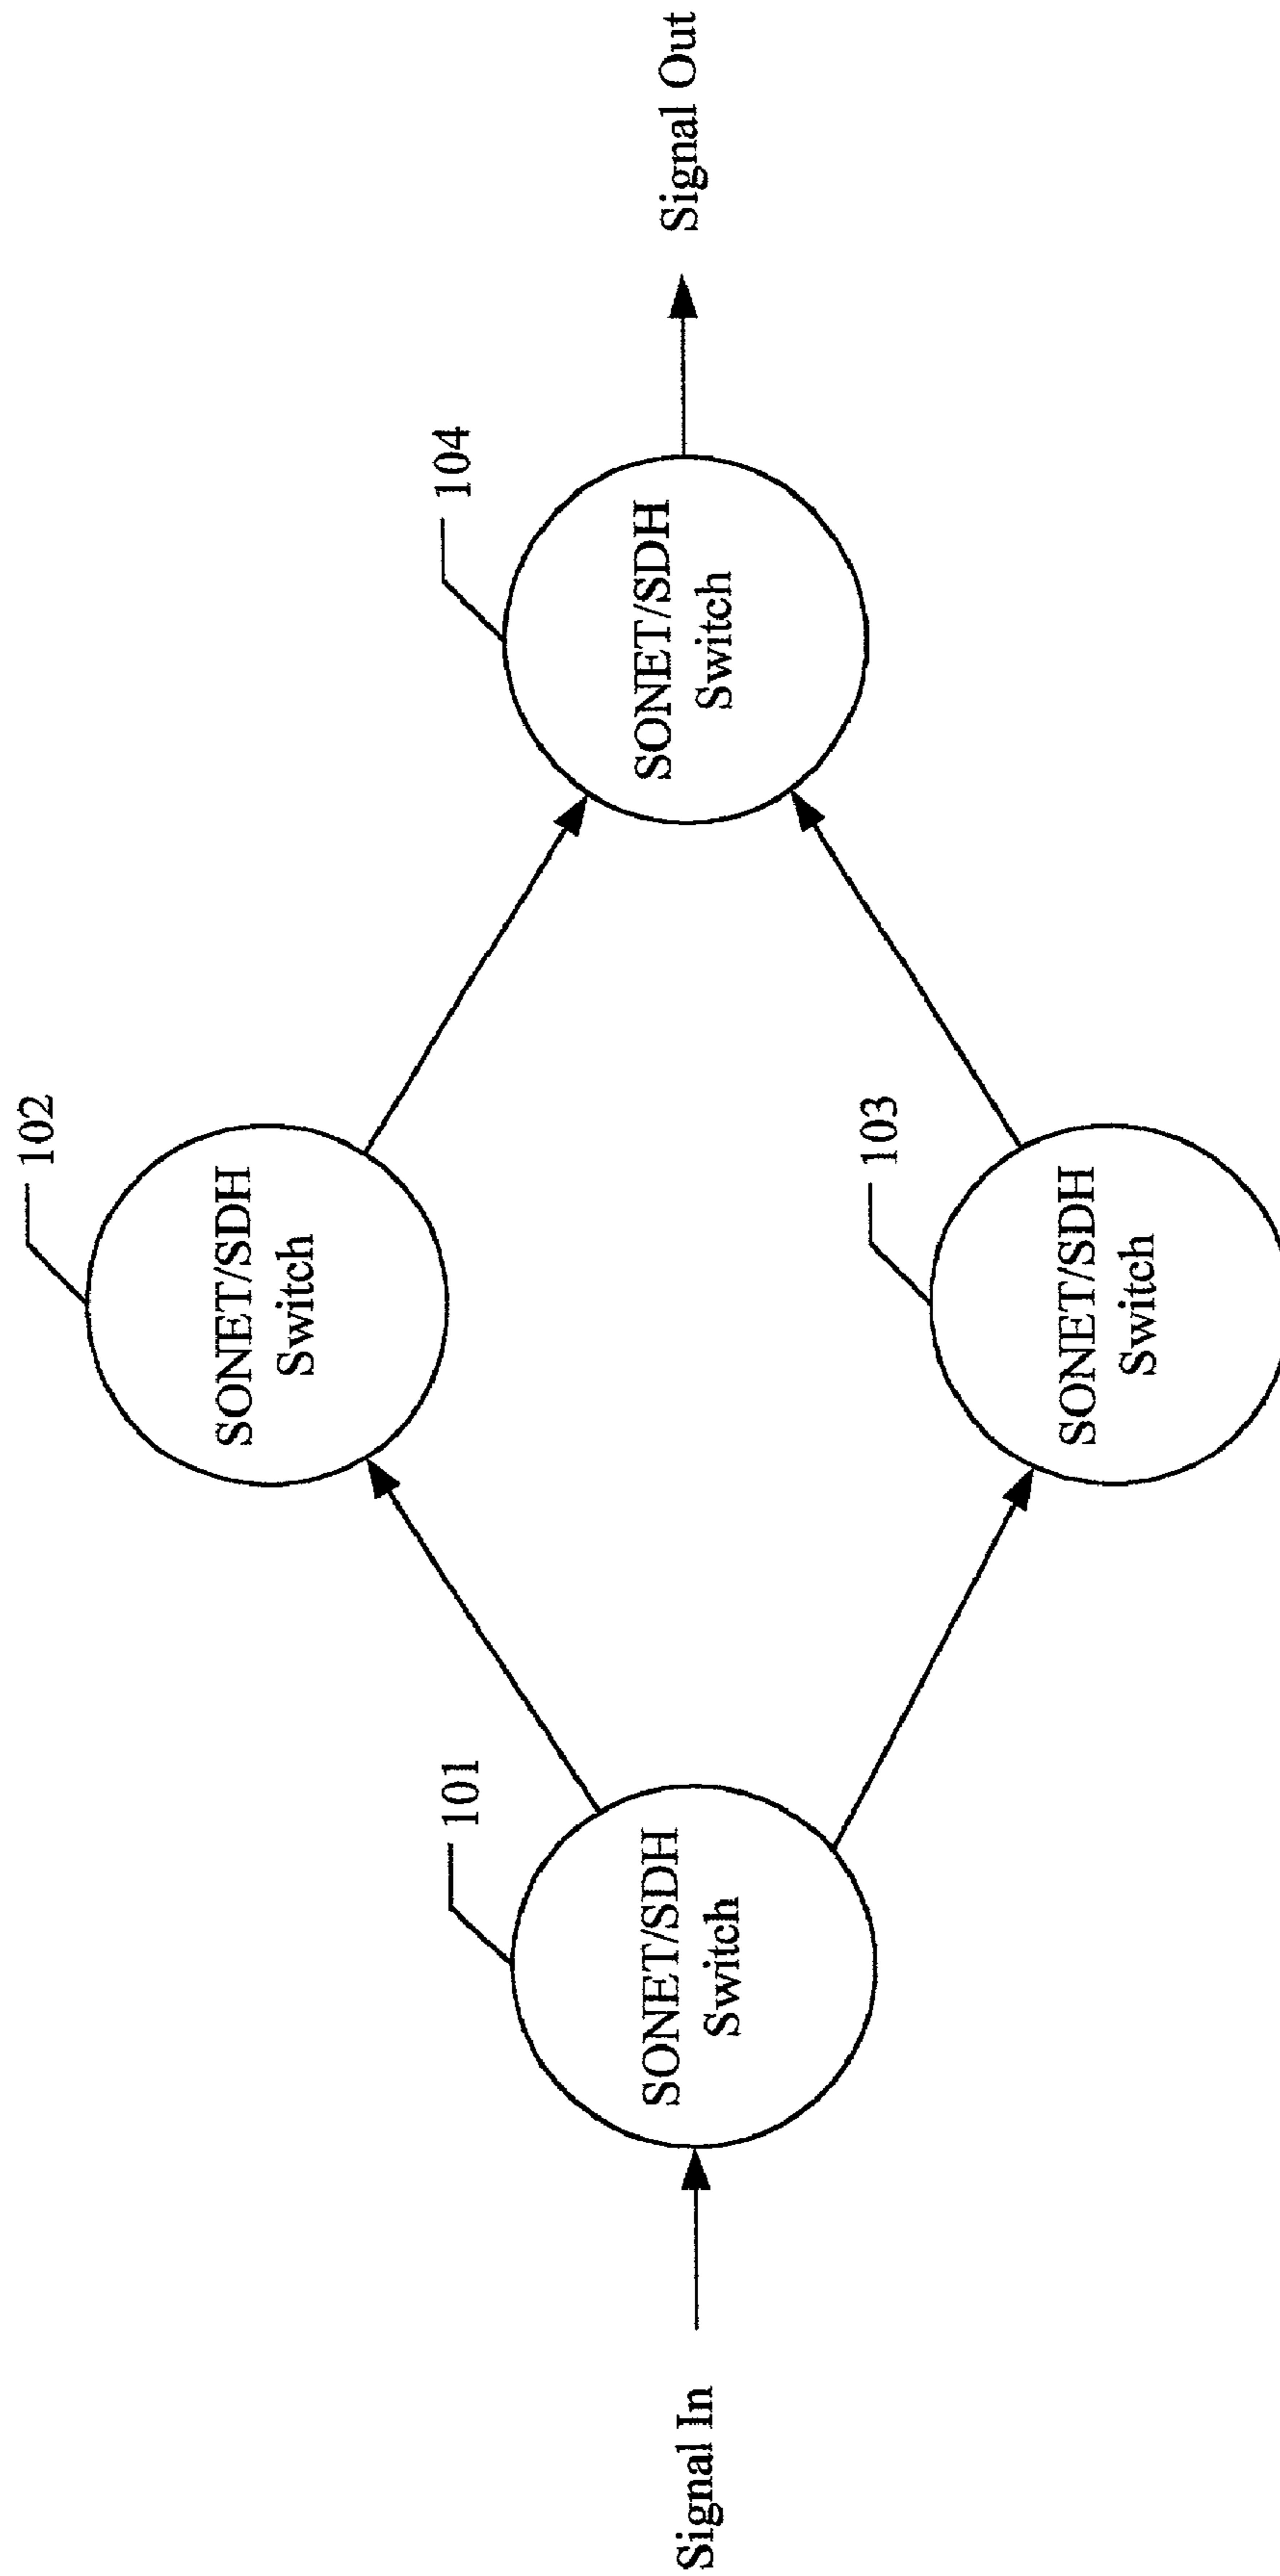 102
SONET/SDH
Switch
101
SONET/SDH
Switch
104
SONET/SDH
Switch
Signal In
Signal Out
103
SONET/SDH
Switch